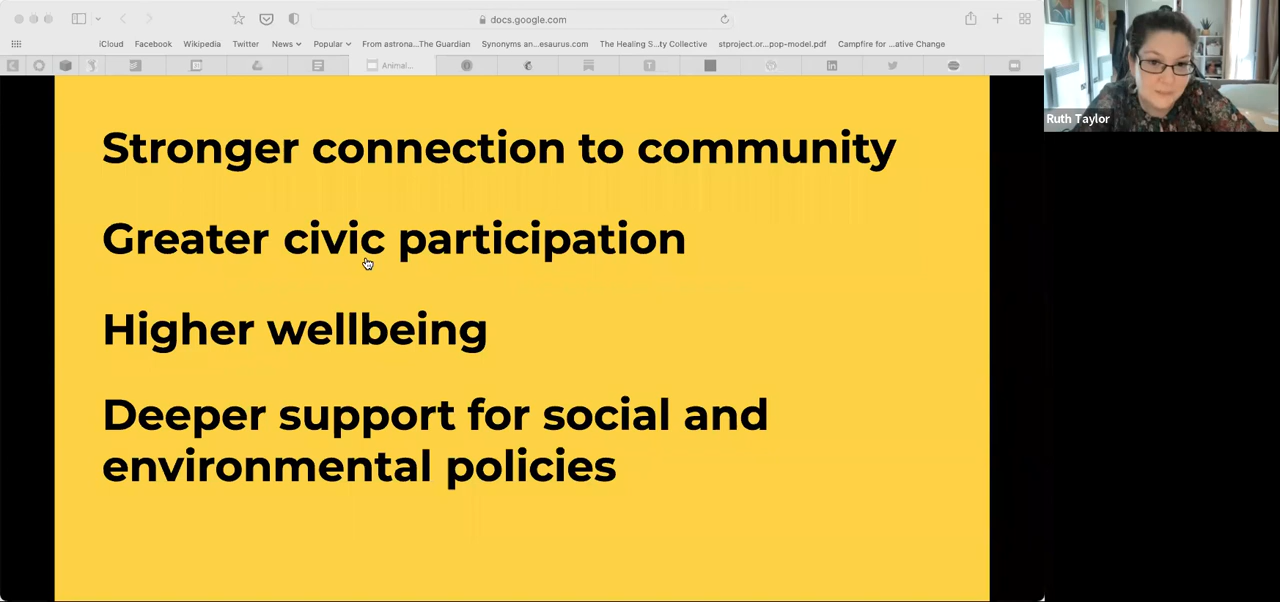 docs.google.com
iCloud Facebook Wikipedia Twitter News Popular From astrona...The Guardian Synonyms an...esaurus.com The Healing S...ty Collective stproject.or...pop-model.pdf Campfire for ...ative Change
Animal...
Ruth Taylor
Stronger connection to community
Greater civic participation
Higher wellbeing
Deeper support for social and
environmental policies